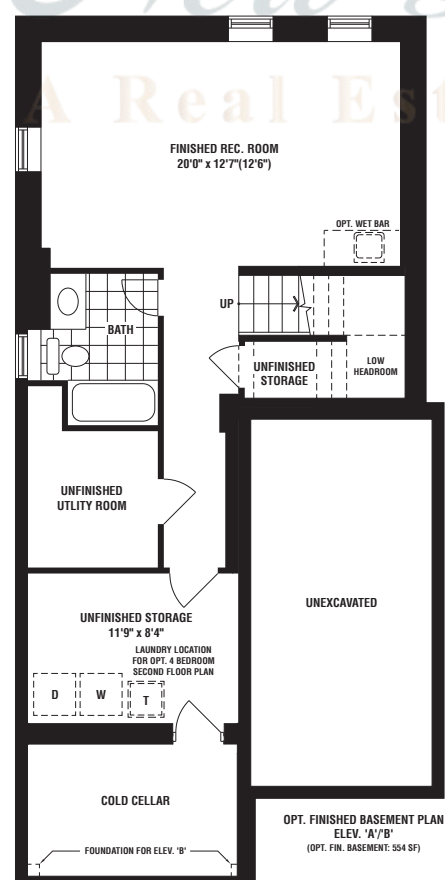 A Real Est
FINISHED REC. ROOM
20'0" x 12'7"(12'6")
OPT. WET BAR
UP
BATH
UNFINISHED
STORAGE
LOW
HEADROOM
UNFINISHED
UTLITY ROOM
UNEXCAVATED
UNFINISHED STORAGE
11'9" x 8'4"
LAUNDRY LOCATION
FOR OPT. 4 BEDROOM
SECOND FLOOR PLAN
D W T
COLD CELLAR
FOUNDATION FOR ELEV. 'B'
OPT. FINISHED BASEMENT PLAN
ELEV. 'A'/'B'
(OPT. FIN. BASEMENT: 554 SF)